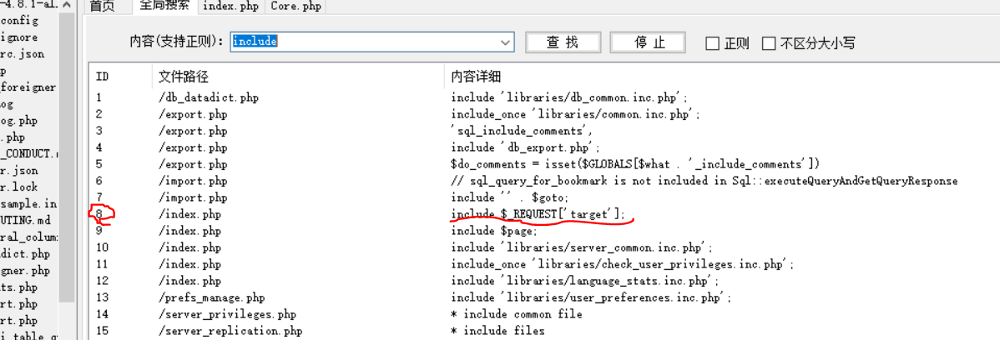 -4.8.1-al
首页 全局搜索 index.php Core.php
config
ignore
rc.json
p
_foreigner
og
og.php
.php
_CONDUCT.
r.json
r.lock
sample.in
UTING.md
ral_colum
dict.php
gner.php
ts.php
rt.php
rt.php
i_table_g
内容(支持正则): include 查 找 停 止 正则 不区分大小写
ID 文件路径 内容详细
1 /db_datadict.php include 'libraries/db_common.inc.php';
2 /export.php include_once 'libraries/common.inc.php';
3 /export.php 'sql_include_comments',
4 /export.php include 'db_export.php';
5 /export.php $do_comments = isset($GLOBALS[$what . '_include_comments'])
6 /import.php // sql_query_for_bookmark is not included in Sql::executeQueryAndGetQueryResponse
7 /import.php include '' . $goto;
8 /index.php include $_REQUEST['target'];
9 /index.php include $page;
10 /index.php include 'libraries/server_common.inc.php';
11 /index.php include_once 'libraries/check_user_privileges.inc.php';
12 /index.php include 'libraries/language_stats.inc.php';
13 /prefs_manage.php include 'libraries/user_preferences.inc.php';
14 /server_privileges.php * include common file
15 /server_replication.php * include files